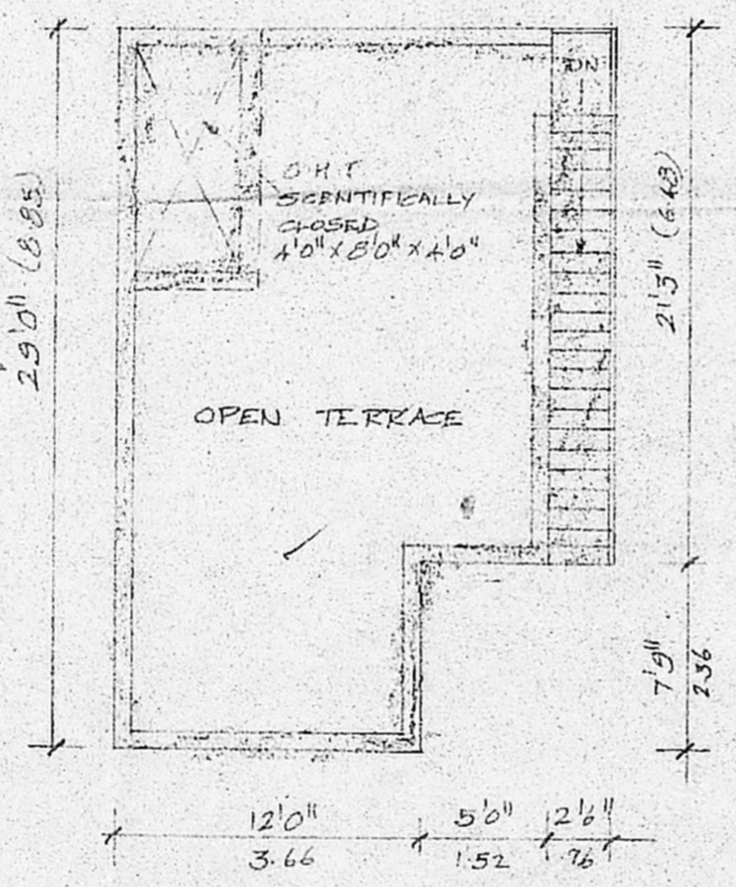 DN
O.H.T
SCENTIFICALLY
CLOSED
4'0" x 8'0" x 4'0"
29'0" (8.85)
21'3" (6.48)
OPEN TERRACE
7'9"
2.36
12'0"
3.66
5'0"
1.52
2'6"
.76